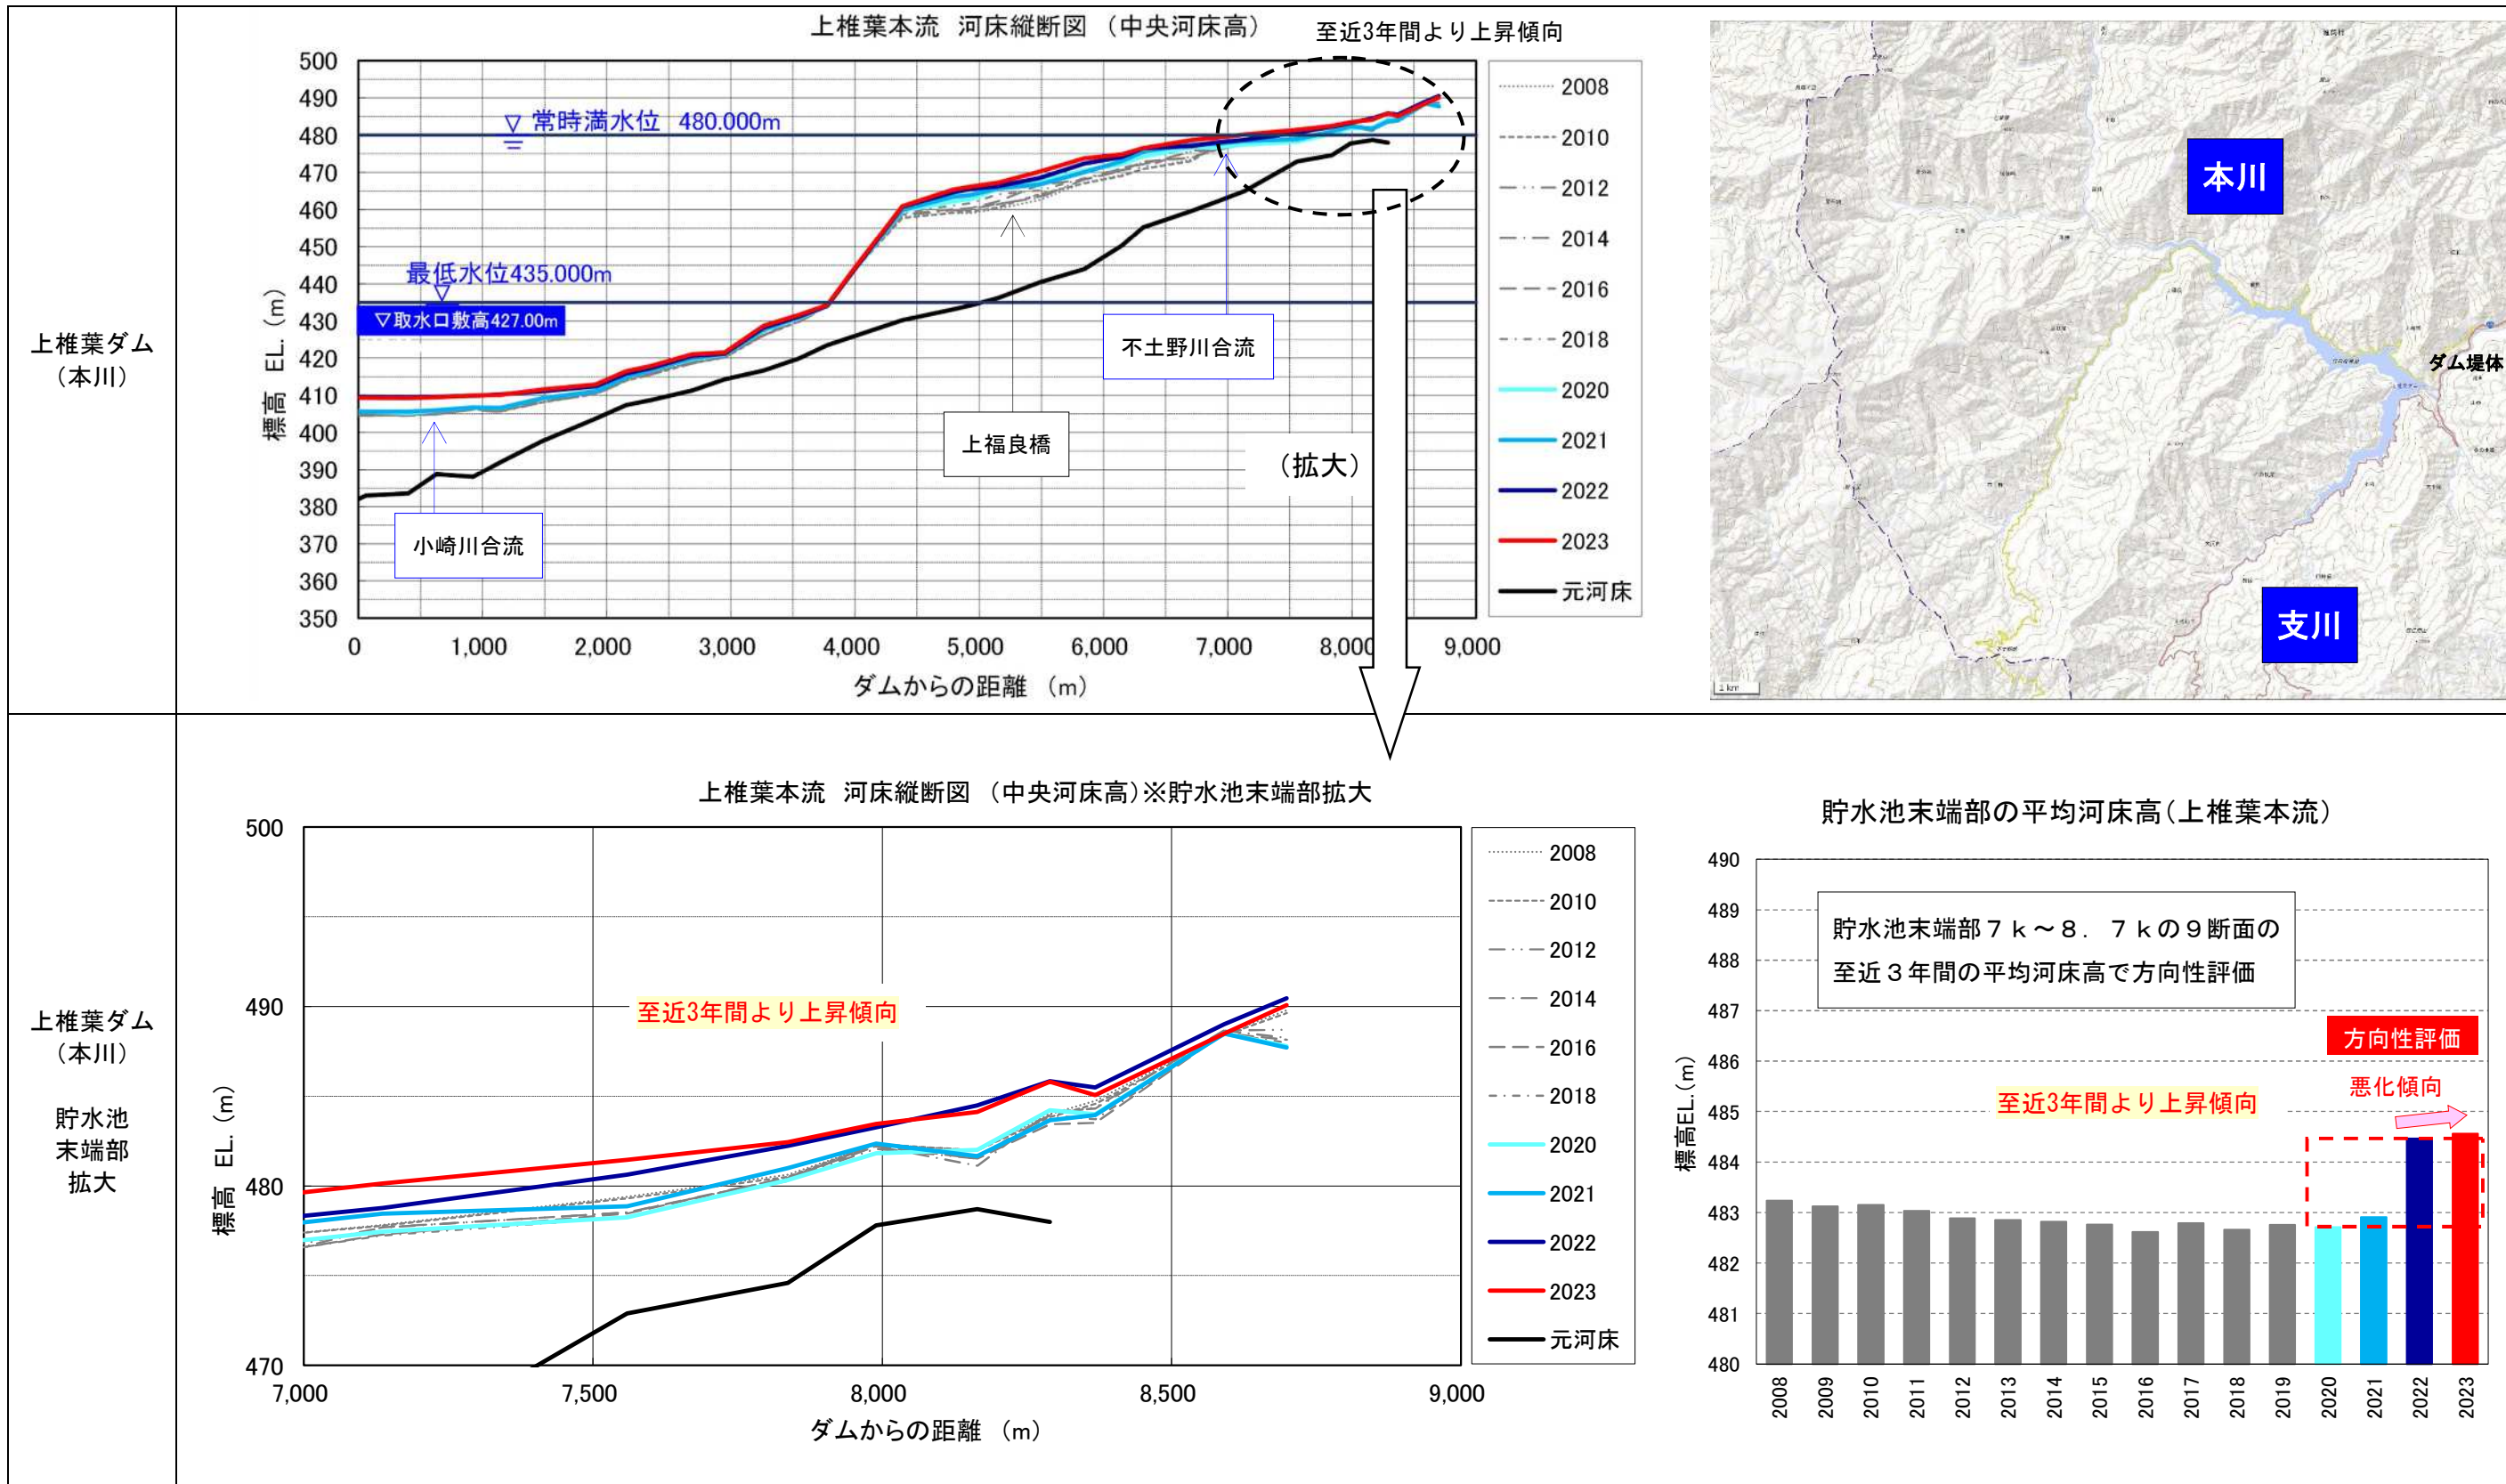 上椎葉ダム
（本川）
上椎葉本流 河床縦断図 （中央河床高）
至近3年間より上昇傾向
標高 EL.（m）
500
490
480
470
460
450
440
430
420
410
400
390
380
370
360
350
0
1,000
2,000
3,000
4,000
5,000
6,000
7,000
8,000
9,000
ダムからの距離 （m）
▽ 常時満水位 480.000m
最低水位435.000m
▽
▽取水口敷高427.00m
小崎川合流
上福良橋
不土野川合流
（拡大）
2008
2010
2012
2014
2016
2018
2020
2021
2022
2023
元河床
本川
ダム堤体
支川
1 km
上椎葉ダム
（本川）
貯水池
末端部
拡大
上椎葉本流 河床縦断図 （中央河床高）※貯水池末端部拡大
標高 EL.（m）
500
490
480
470
7,000
7,500
8,000
8,500
9,000
ダムからの距離 （m）
至近3年間より上昇傾向
2008
2010
2012
2014
2016
2018
2020
2021
2022
2023
元河床
貯水池末端部の平均河床高（上椎葉本流）
標高EL.（m）
490
489
488
487
486
485
484
483
482
481
480
貯水池末端部７ｋ～８．７ｋの９断面の
至近３年間の平均河床高で方向性評価
方向性評価
悪化傾向
至近3年間より上昇傾向
2008
2009
2010
2011
2012
2013
2014
2015
2016
2017
2018
2019
2020
2021
2022
2023